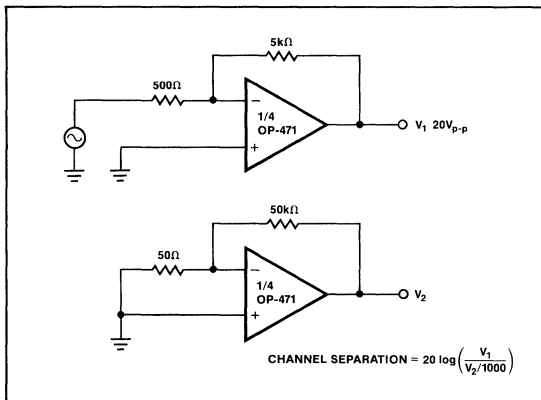 5kΩ
500Ω
−
1/4
OP-471
+
V1 20Vp-p
50kΩ
50Ω
−
1/4
OP-471
+
V2
CHANNEL SEPARATION = 20 log(V1 / V2/1000)